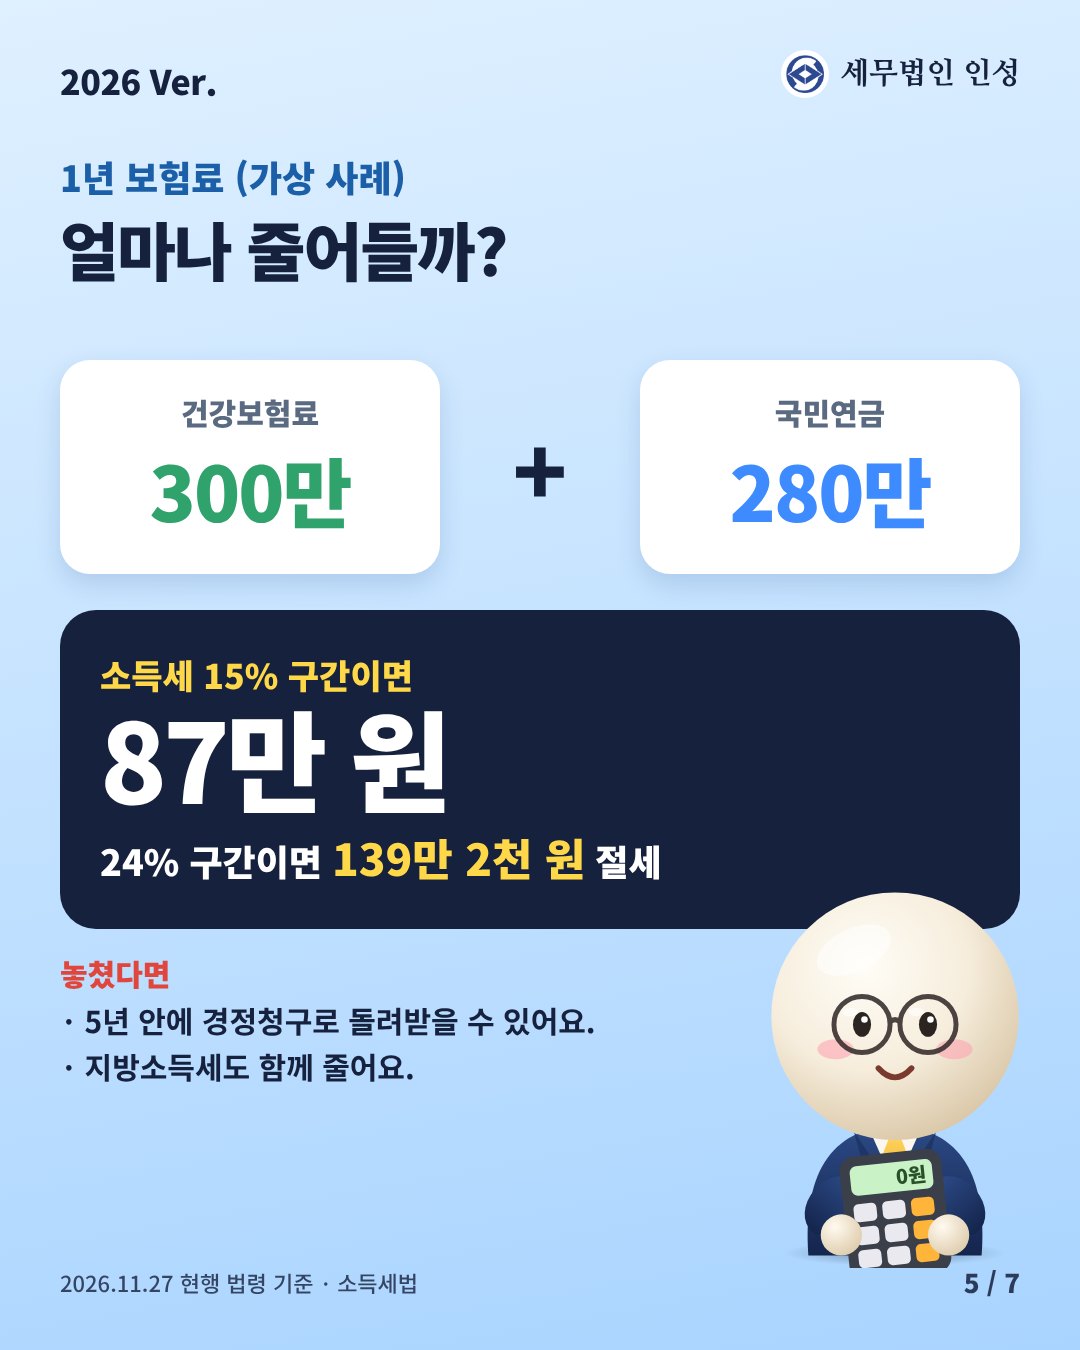 2026 Ver.
세무법인 인성
1년 보험료 (가상 사례)
얼마나 줄어들까?
건강보험료
300만
+
국민연금
280만
소득세 15% 구간이면
87만 원
24% 구간이면 139만 2천 원 절세
놓쳤다면
· 5년 안에 경정청구로 돌려받을 수 있어요.
· 지방소득세도 함께 줄어요.
0원
2026.11.27 현행 법령 기준 · 소득세법
5 / 7